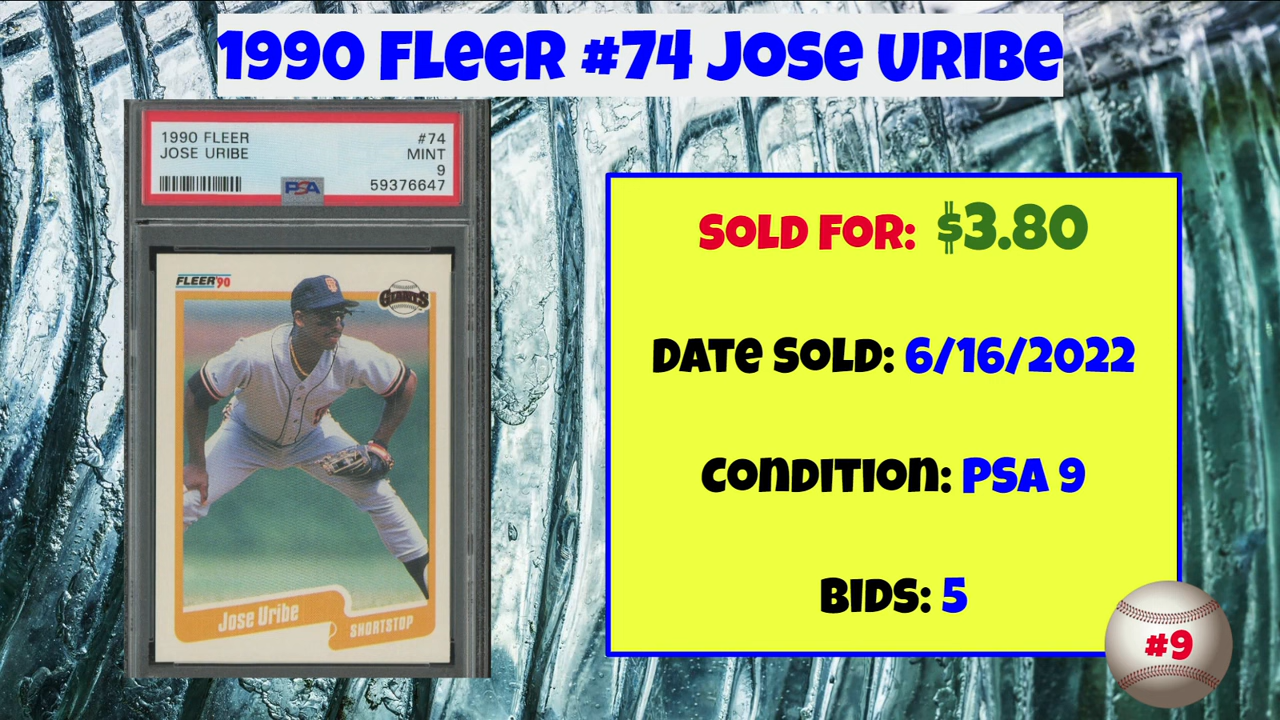 1990 FLeeR #74 JOSe URIBe
1990 FLEER #74
JOSE URIBE MINT
9
PSA 59376647
FLEER'90
GIANTS
Jose Uribe
SHORTSTOP
SOLD FOR: $3.80
DATe SOLD: 6/16/2022
CONDITION: PSA 9
BIDS: 5
#9